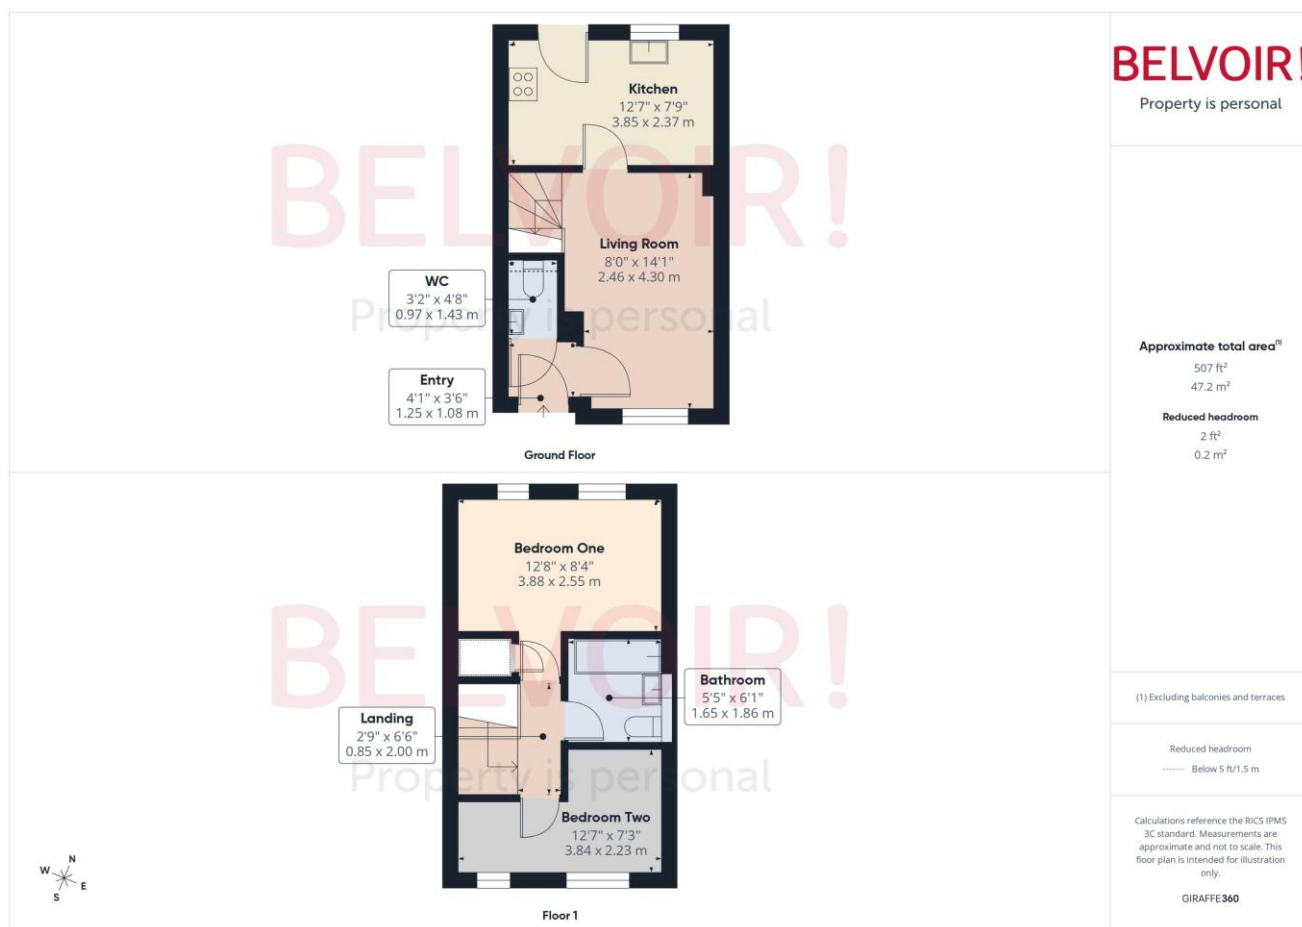 BELVOIR!
Property is personal
Kitchen
12'7" x 7'9"
3.85 x 2.37 m
Living Room
8'0" x 14'1"
2.46 x 4.30 m
WC
3'2" x 4'8"
0.97 x 1.43 m
Entry
4'1" x 3'6"
1.25 x 1.08 m
Ground Floor
BELVOIR!
Property is personal
Bedroom One
12'8" x 8'4"
3.88 x 2.55 m
Bathroom
5'5" x 6'1"
1.65 x 1.86 m
Landing
2'9" x 6'6"
0.85 x 2.00 m
Bedroom Two
12'7" x 7'3"
3.84 x 2.23 m
Floor 1
N
W
E
S
BELVOIR!
Property is personal
Approximate total area(1)
507 ft²
47.2 m²
Reduced headroom
2 ft²
0.2 m²
(1) Excluding balconies and terraces
Reduced headroom
Below 5 ft/1.5 m
Calculations reference the RICS IPMS
3C standard. Measurements are
approximate and not to scale. This
floor plan is intended for illustration
only.
GIRAFFE360